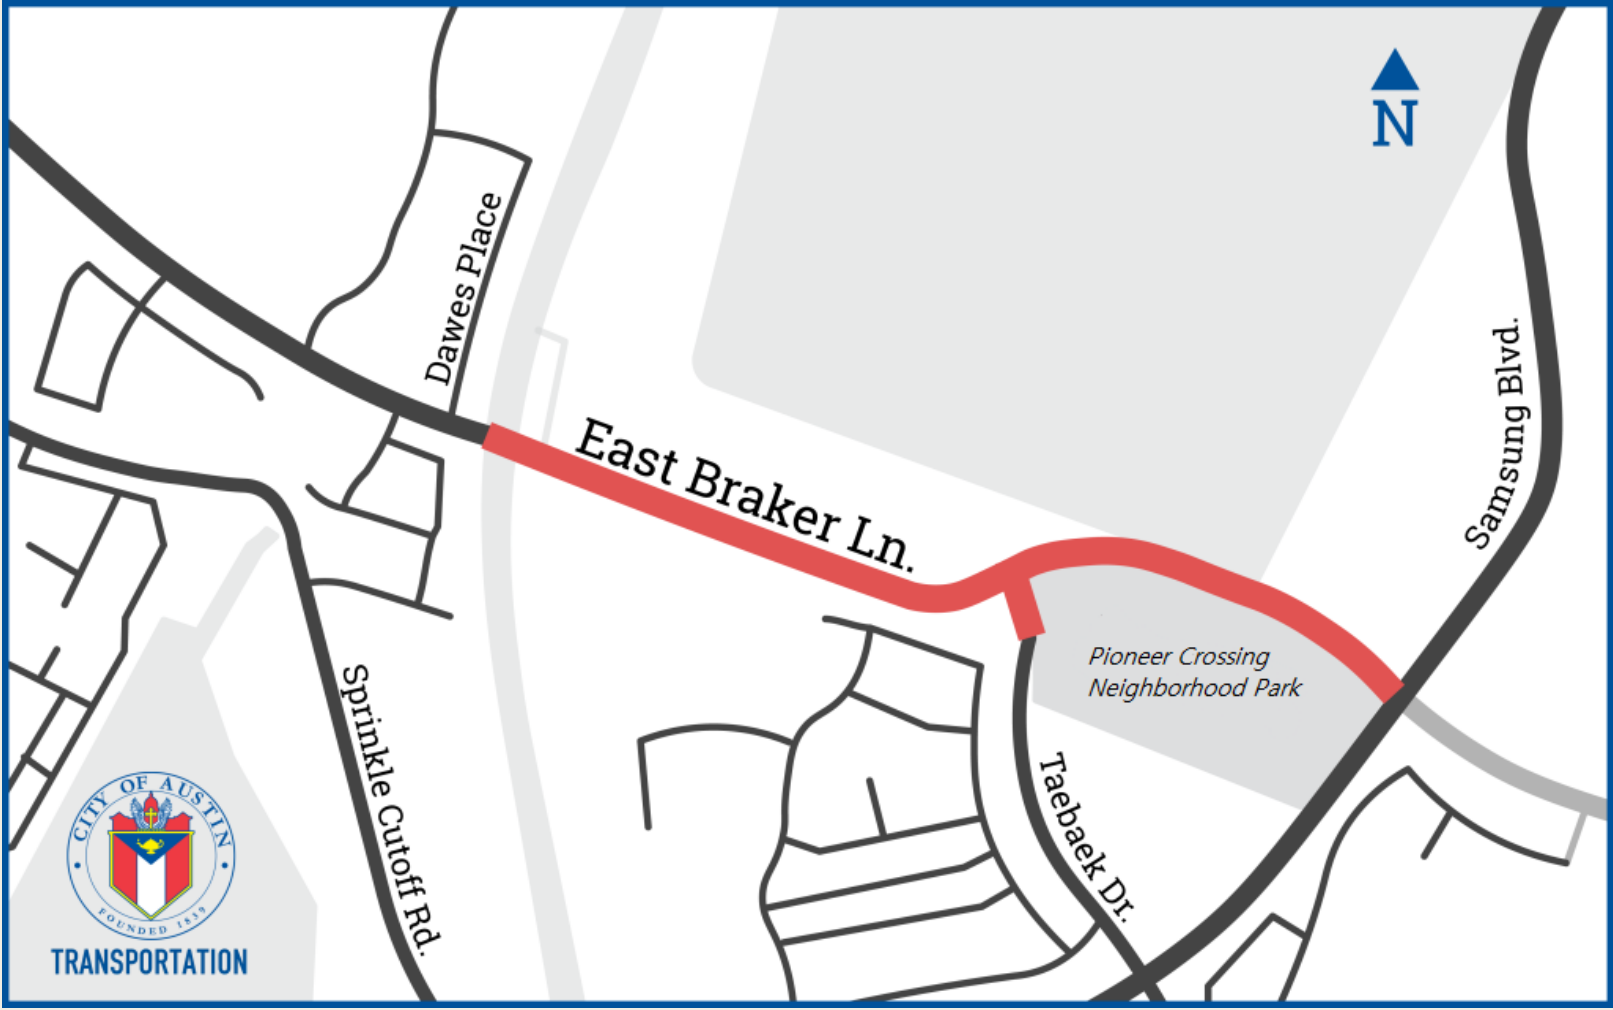 N
Dawes Place
East Braker Ln.
Samsung Blvd.
Pioneer Crossing
Neighborhood Park
Sprinkle Cutoff Rd.
Taebaek Dr.
CITY OF AUSTIN
FOUNDED 1839
TRANSPORTATION